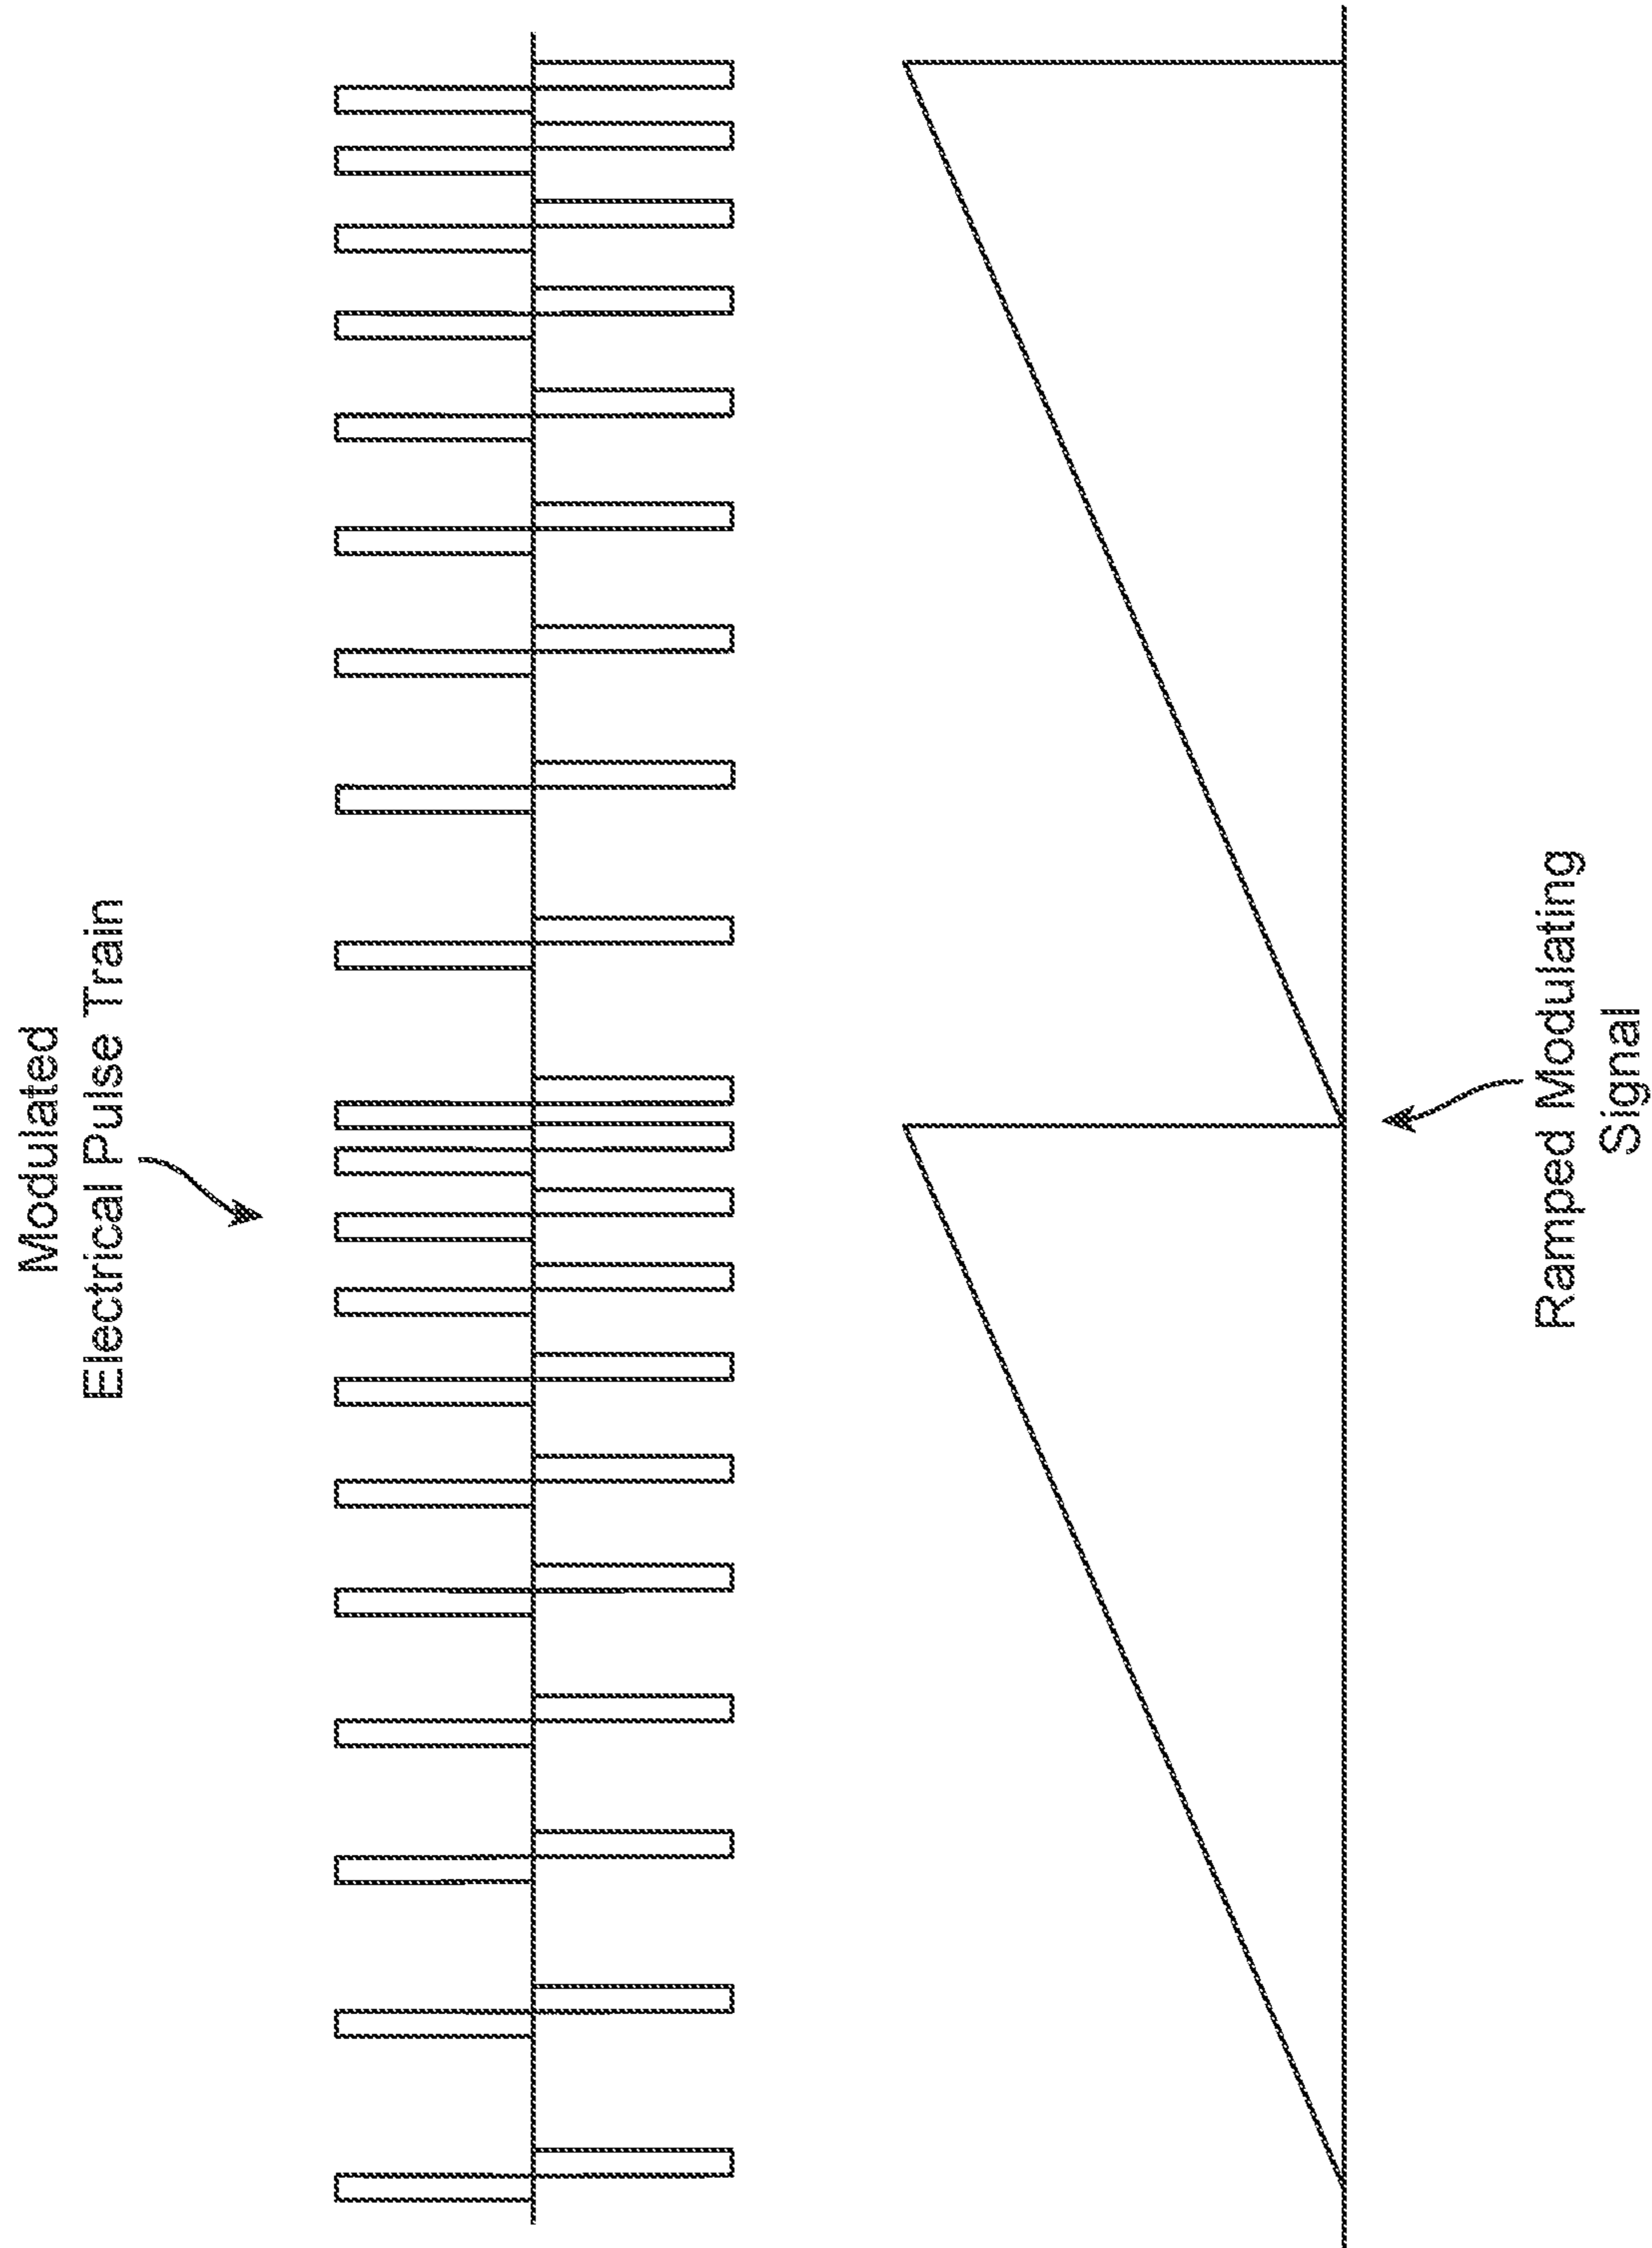 Modulated
Electrical Pulse Train
Ramped Modulating
Signal